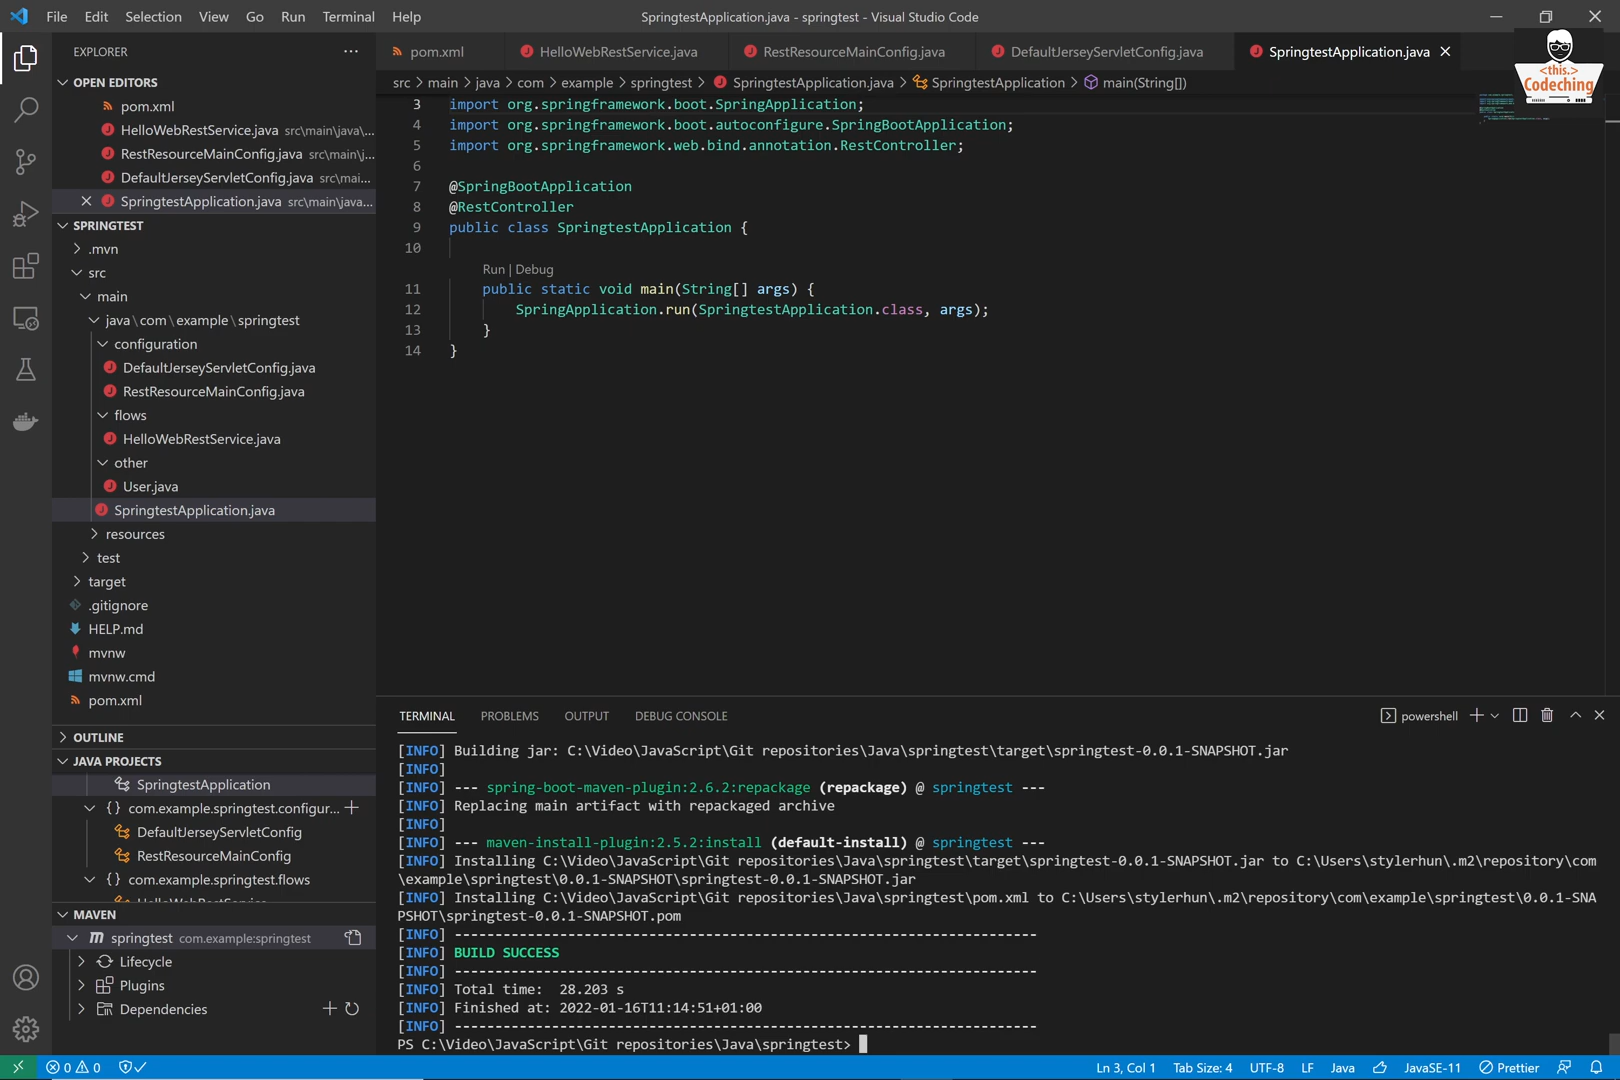 File Edit Selection View Go Run Terminal Help
SpringtestApplication.java - springtest - Visual Studio Code
EXPLORER
OPEN EDITORS
pom.xml
HelloWebRestService.java src\main\java\...
RestResourceMainConfig.java src\main\j...
DefaultJerseyServletConfig.java src\mai...
SpringtestApplication.java src\main\java...
SPRINGTEST
.mvn
src
main
java\com\example\springtest
configuration
DefaultJerseyServletConfig.java
RestResourceMainConfig.java
flows
HelloWebRestService.java
other
User.java
SpringtestApplication.java
resources
test
target
.gitignore
HELP.md
mvnw
mvnw.cmd
pom.xml
OUTLINE
JAVA PROJECTS
SpringtestApplication
{} com.example.springtest.configur...
DefaultJerseyServletConfig
RestResourceMainConfig
{} com.example.springtest.flows
HelloWebRestService
MAVEN
springtest com.example:springtest
Lifecycle
Plugins
Dependencies
pom.xml HelloWebRestService.java RestResourceMainConfig.java DefaultJerseyServletConfig.java SpringtestApplication.java
<this.>
Codeching
src > main > java > com > example > springtest > SpringtestApplication.java > SpringtestApplication > main(String[])
3 import org.springframework.boot.SpringApplication;
4 import org.springframework.boot.autoconfigure.SpringBootApplication;
5 import org.springframework.web.bind.annotation.RestController;
6
7 @SpringBootApplication
8 @RestController
9 public class SpringtestApplication {
10
Run | Debug
11 public static void main(String[] args) {
12 SpringApplication.run(SpringtestApplication.class, args);
13 }
14 }
TERMINAL PROBLEMS OUTPUT DEBUG CONSOLE
powershell
[INFO] Building jar: C:\Video\JavaScript\Git repositories\Java\springtest\target\springtest-0.0.1-SNAPSHOT.jar
[INFO]
[INFO] --- spring-boot-maven-plugin:2.6.2:repackage (repackage) @ springtest ---
[INFO] Replacing main artifact with repackaged archive
[INFO]
[INFO] --- maven-install-plugin:2.5.2:install (default-install) @ springtest ---
[INFO] Installing C:\Video\JavaScript\Git repositories\Java\springtest\target\springtest-0.0.1-SNAPSHOT.jar to C:\Users\stylerhun\.m2\repository\com
\example\springtest\0.0.1-SNAPSHOT\springtest-0.0.1-SNAPSHOT.jar
[INFO] Installing C:\Video\JavaScript\Git repositories\Java\springtest\pom.xml to C:\Users\stylerhun\.m2\repository\com\example\springtest\0.0.1-SNA
PSHOT\springtest-0.0.1-SNAPSHOT.pom
[INFO] ------------------------------------------------------------------------
[INFO] BUILD SUCCESS
[INFO] ------------------------------------------------------------------------
[INFO] Total time:  28.203 s
[INFO] Finished at: 2022-01-16T11:14:51+01:00
[INFO] ------------------------------------------------------------------------
PS C:\Video\JavaScript\Git repositories\Java\springtest>
0 0
Ln 3, Col 1 Tab Size: 4 UTF-8 LF Java JavaSE-11 Prettier